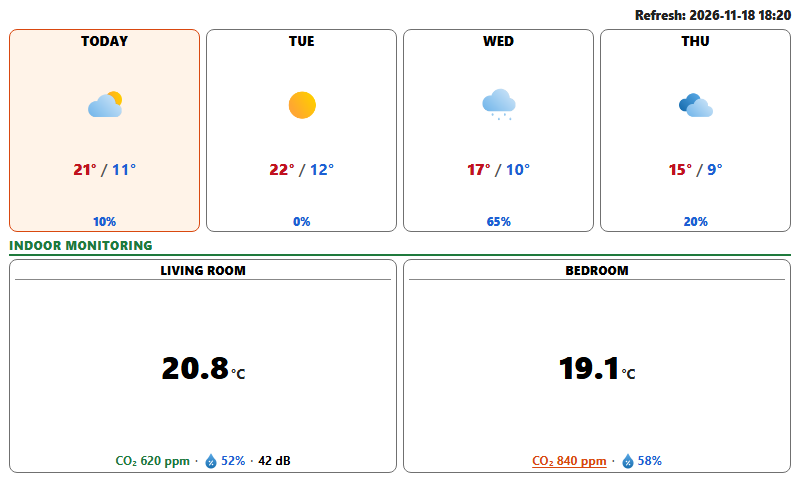 Refresh: 2026-11-18 18:20
TODAY TUE WED THU
21° / 11° 22° / 12° 17° / 10° 15° / 9°
10% 0% 65% 20%
INDOOR MONITORING
LIVING ROOM BEDROOM
20.8 °C 19.1 °C
CO₂ 620 ppm · 52% · 42 dB CO₂ 840 ppm · 58%